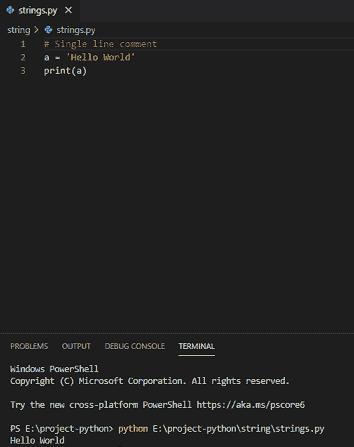 strings.py ×
string > strings.py
1 # Single line comment
2 a = 'Hello World'
3 print(a)
PROBLEMS OUTPUT DEBUG CONSOLE TERMINAL
Windows PowerShell
Copyright (C) Microsoft Corporation. All rights reserved.
Try the new cross-platform PowerShell https://aka.ms/pscore6
PS E:\project-python> python E:\project-python\string\strings.py
Hello World